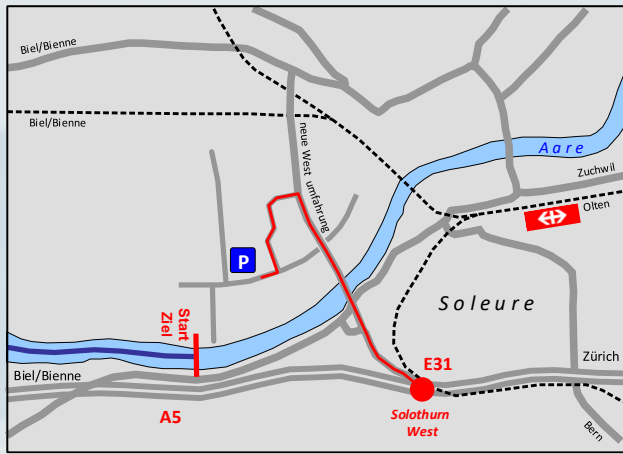 Biel/Bienne
Biel/Bienne
neue West umfahrung
Aare
Zuchwil
Olten
P
Soleure
Start
Ziel
Biel/Bienne
E31
Zürich
A5
Solothurn
West
Bern